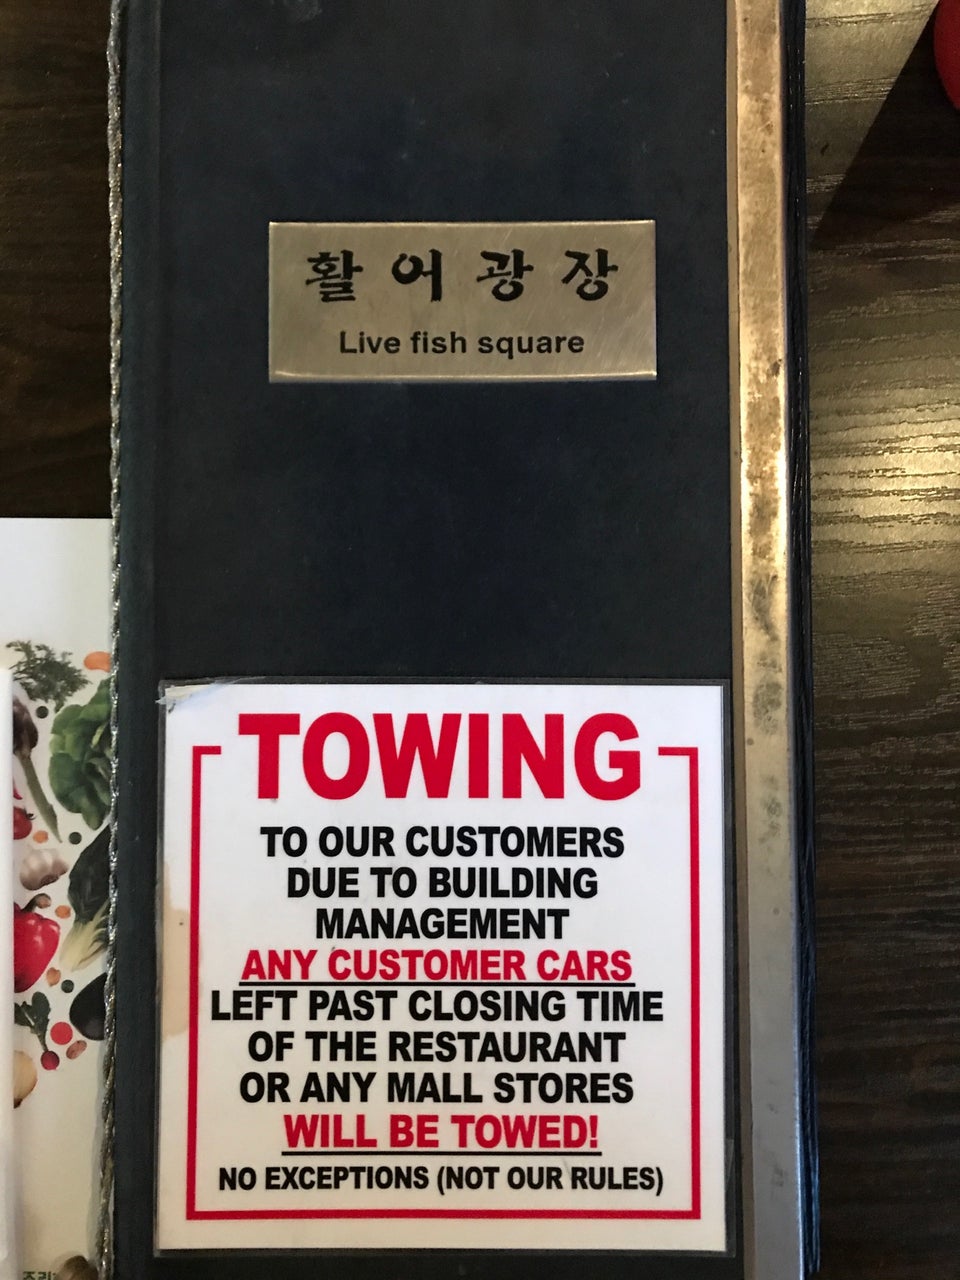 활어광장
Live fish square
TOWING
TO OUR CUSTOMERS
DUE TO BUILDING
MANAGEMENT
ANY CUSTOMER CARS
LEFT PAST CLOSING TIME
OF THE RESTAURANT
OR ANY MALL STORES
WILL BE TOWED!
NO EXCEPTIONS (NOT OUR RULES)